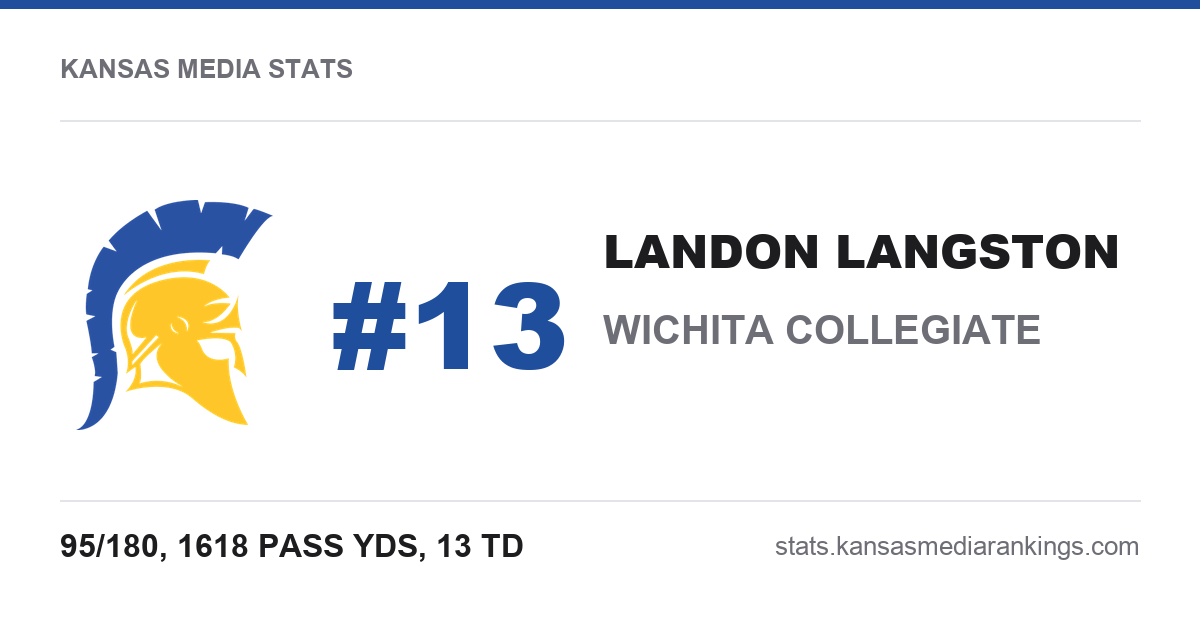 KANSAS MEDIA STATS
#13
LANDON LANGSTON
WICHITA COLLEGIATE
95/180, 1618 PASS YDS, 13 TD
stats.kansasmediarankings.com